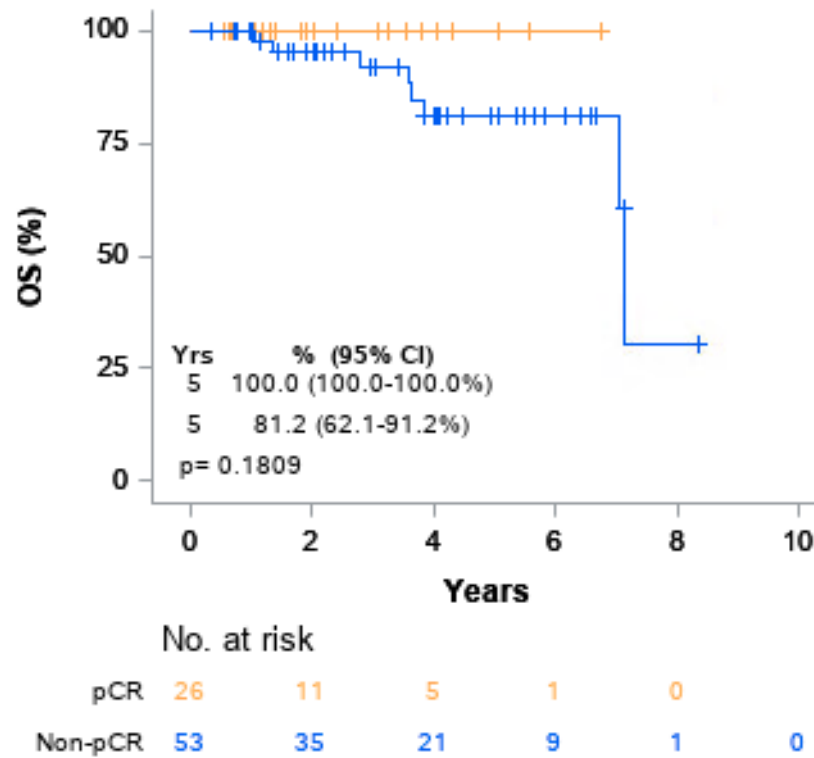 100
75
50
25
0
OS (%)
Yrs % (95% CI)
5 100.0 (100.0-100.0%)
5 81.2 (62.1-91.2%)
p= 0.1809
0 2 4 6 8 10
Years
No. at risk
pCR 26 11 5 1 0
Non-pCR 53 35 21 9 1 0